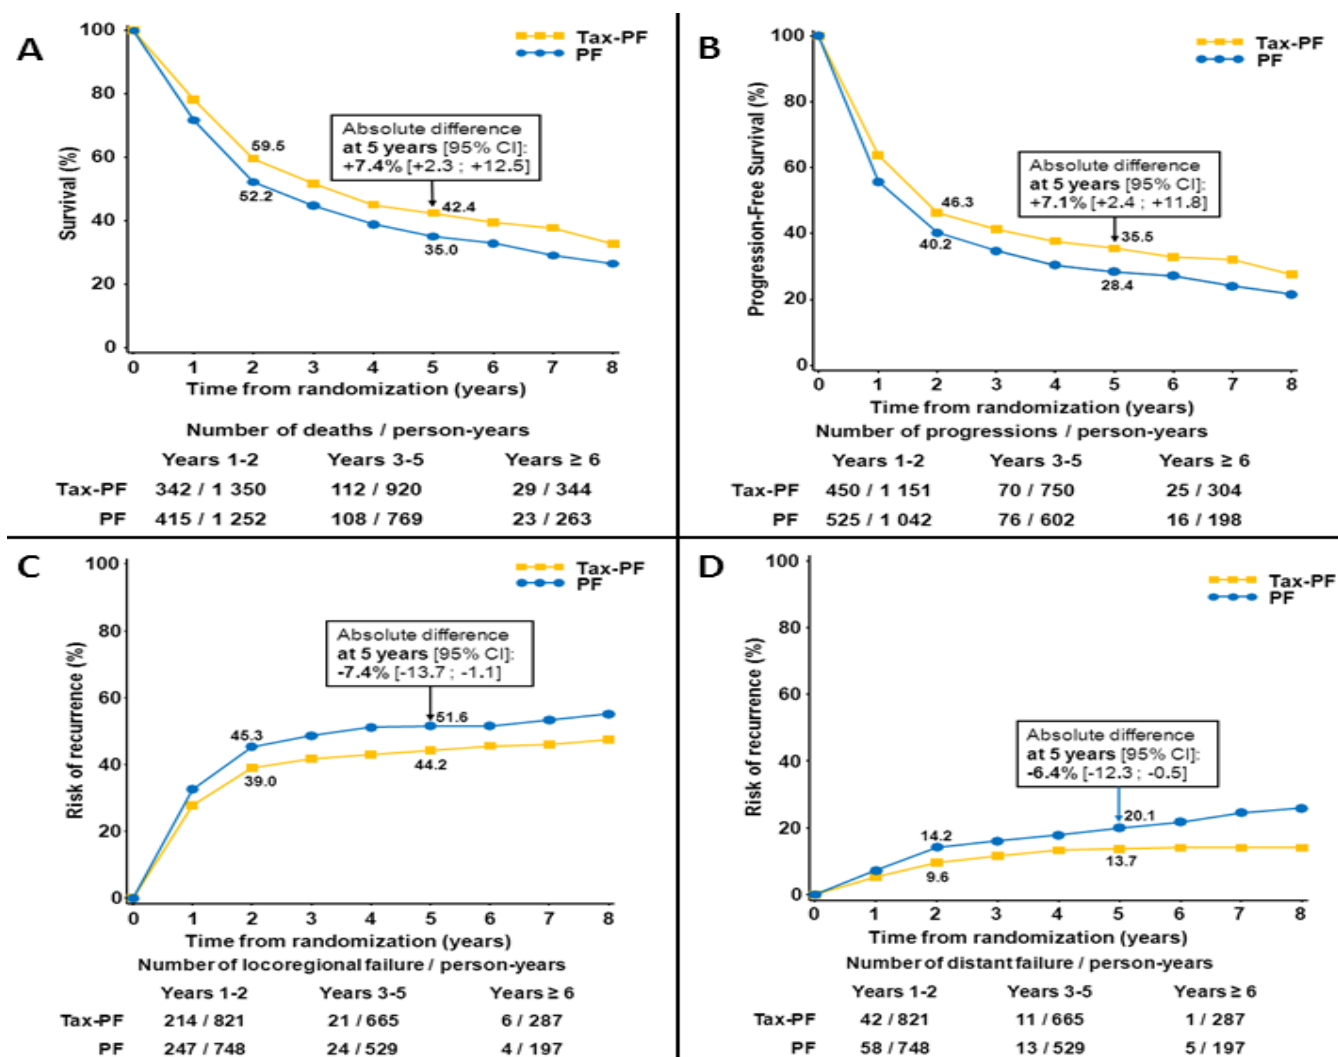 A
Tax-PF
PF
Survival (%)
100
80
60
40
20
0
59.5
52.2
Absolute difference
at 5 years [95% CI]:
+7.4% [+2.3 ; +12.5]
42.4
35.0
0 1 2 3 4 5 6 7 8
Time from randomization (years)
Number of deaths / person-years
Years 1-2 Years 3-5 Years ≥ 6
Tax-PF 342 / 1 350 112 / 920 29 / 344
PF 415 / 1 252 108 / 769 23 / 263
B
Tax-PF
PF
Progression-Free Survival (%)
100
80
60
40
20
0
46.3
40.2
Absolute difference
at 5 years [95% CI]:
+7.1% [+2.4 ; +11.8]
35.5
28.4
0 1 2 3 4 5 6 7 8
Time from randomization (years)
Number of progressions / person-years
Years 1-2 Years 3-5 Years ≥ 6
Tax-PF 450 / 1 151 70 / 750 25 / 304
PF 525 / 1 042 76 / 602 16 / 198
C
Tax-PF
PF
Risk of recurrence (%)
100
80
60
40
20
0
45.3
39.0
Absolute difference
at 5 years [95% CI]:
-7.4% [-13.7 ; -1.1]
51.6
44.2
0 1 2 3 4 5 6 7 8
Time from randomization (years)
Number of locoregional failure / person-years
Years 1-2 Years 3-5 Years ≥ 6
Tax-PF 214 / 821 21 / 665 6 / 287
PF 247 / 748 24 / 529 4 / 197
D
Tax-PF
PF
Risk of recurrence (%)
100
80
60
40
20
0
14.2
9.6
Absolute difference
at 5 years [95% CI]:
-6.4% [-12.3 ; -0.5]
20.1
13.7
0 1 2 3 4 5 6 7 8
Time from randomization (years)
Number of distant failure / person-years
Years 1-2 Years 3-5 Years ≥ 6
Tax-PF 42 / 821 11 / 665 1 / 287
PF 58 / 748 13 / 529 5 / 197